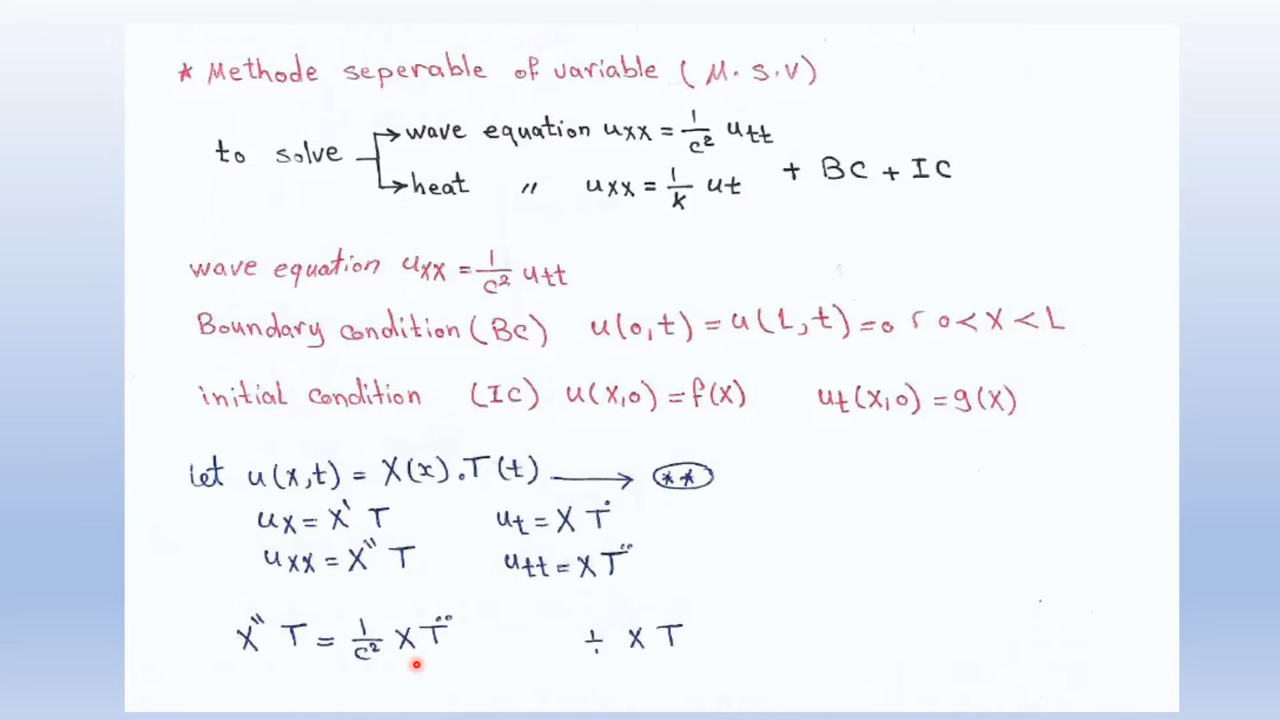 * Methode seperable of variable (M.S.V)
to solve → wave equation uxx = 1/c² utt
→ heat " uxx = 1/k ut + BC + IC
wave equation uxx = 1/c² utt
Boundary condition (BC) u(0,t) = u(L,t) = 0 , 0 < x < L
initial condition (IC) u(x,0) = f(x) ut(x,0) = g(x)
let u(x,t) = X(x).T(t) → **
ux = X' T ut = X Ṫ
uxx = X'' T utt = X T̈
X'' T = 1/c² X T̈ ÷ X T